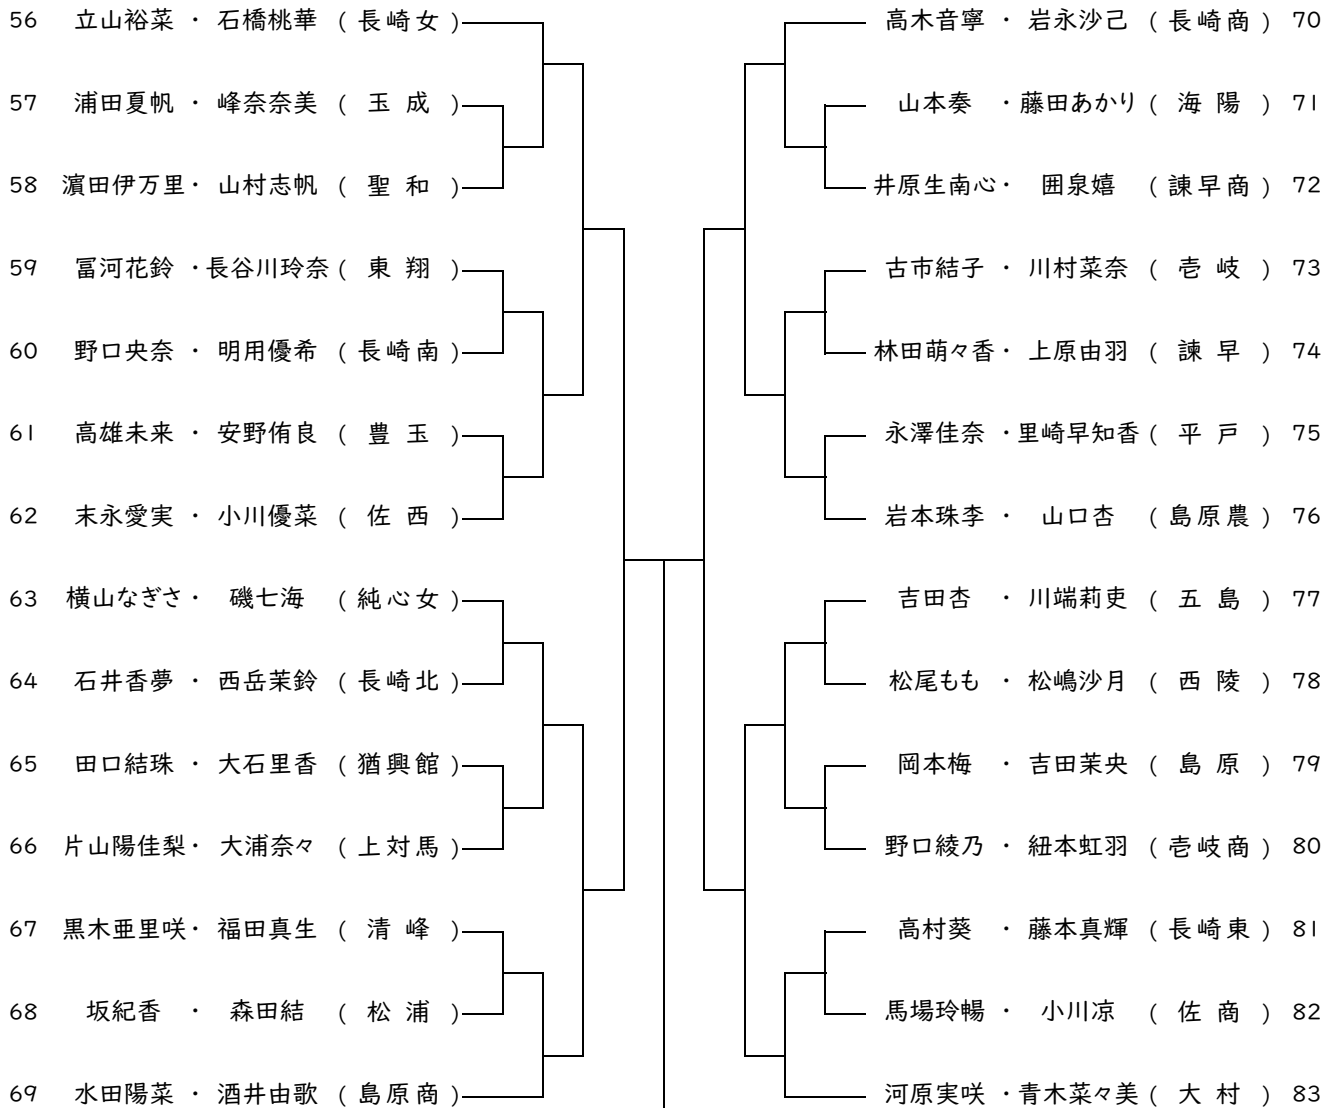 56 立山裕菜 ・ 石橋桃華 ( 長崎女 )
57 浦田夏帆 ・ 峰奈奈美 ( 玉成 )
58 濵田伊万里・ 山村志帆 ( 聖和 )
59 冨河花鈴 ・長谷川玲奈 ( 東翔 )
60 野口央奈 ・ 明用優希 ( 長崎南 )
61 高雄未来 ・ 安野侑良 ( 豊玉 )
62 末永愛実 ・ 小川優菜 ( 佐西 )
63 横山なぎさ・ 磯七海 ( 純心女 )
64 石井香夢 ・ 西岳茉鈴 ( 長崎北 )
65 田口結珠 ・ 大石里香 ( 猶興館 )
66 片山陽佳梨・ 大浦奈々 ( 上対馬 )
67 黒木亜里咲・ 福田真生 ( 清峰 )
68 坂紀香 ・ 森田結 ( 松浦 )
69 水田陽菜 ・ 酒井由歌 ( 島原商 )
高木音寧 ・ 岩永沙己 ( 長崎商 ) 70
山本奏 ・藤田あかり ( 海陽 ) 71
井原生南心・ 囲泉嬉 ( 諫早商 ) 72
古市結子 ・ 川村菜奈 ( 壱岐 ) 73
林田萌々香・ 上原由羽 ( 諫早 ) 74
永澤佳奈 ・里崎早知香 ( 平戸 ) 75
岩本珠李 ・ 山口杏 ( 島原農 ) 76
吉田杏 ・ 川端莉吏 ( 五島 ) 77
松尾もも ・ 松嶋沙月 ( 西陵 ) 78
岡本梅 ・ 吉田茉央 ( 島原 ) 79
野口綾乃 ・ 紐本虹羽 ( 壱岐商 ) 80
高村葵 ・ 藤本真輝 ( 長崎東 ) 81
馬場玲暢 ・ 小川凉 ( 佐商 ) 82
河原実咲 ・青木菜々美 ( 大村 ) 83